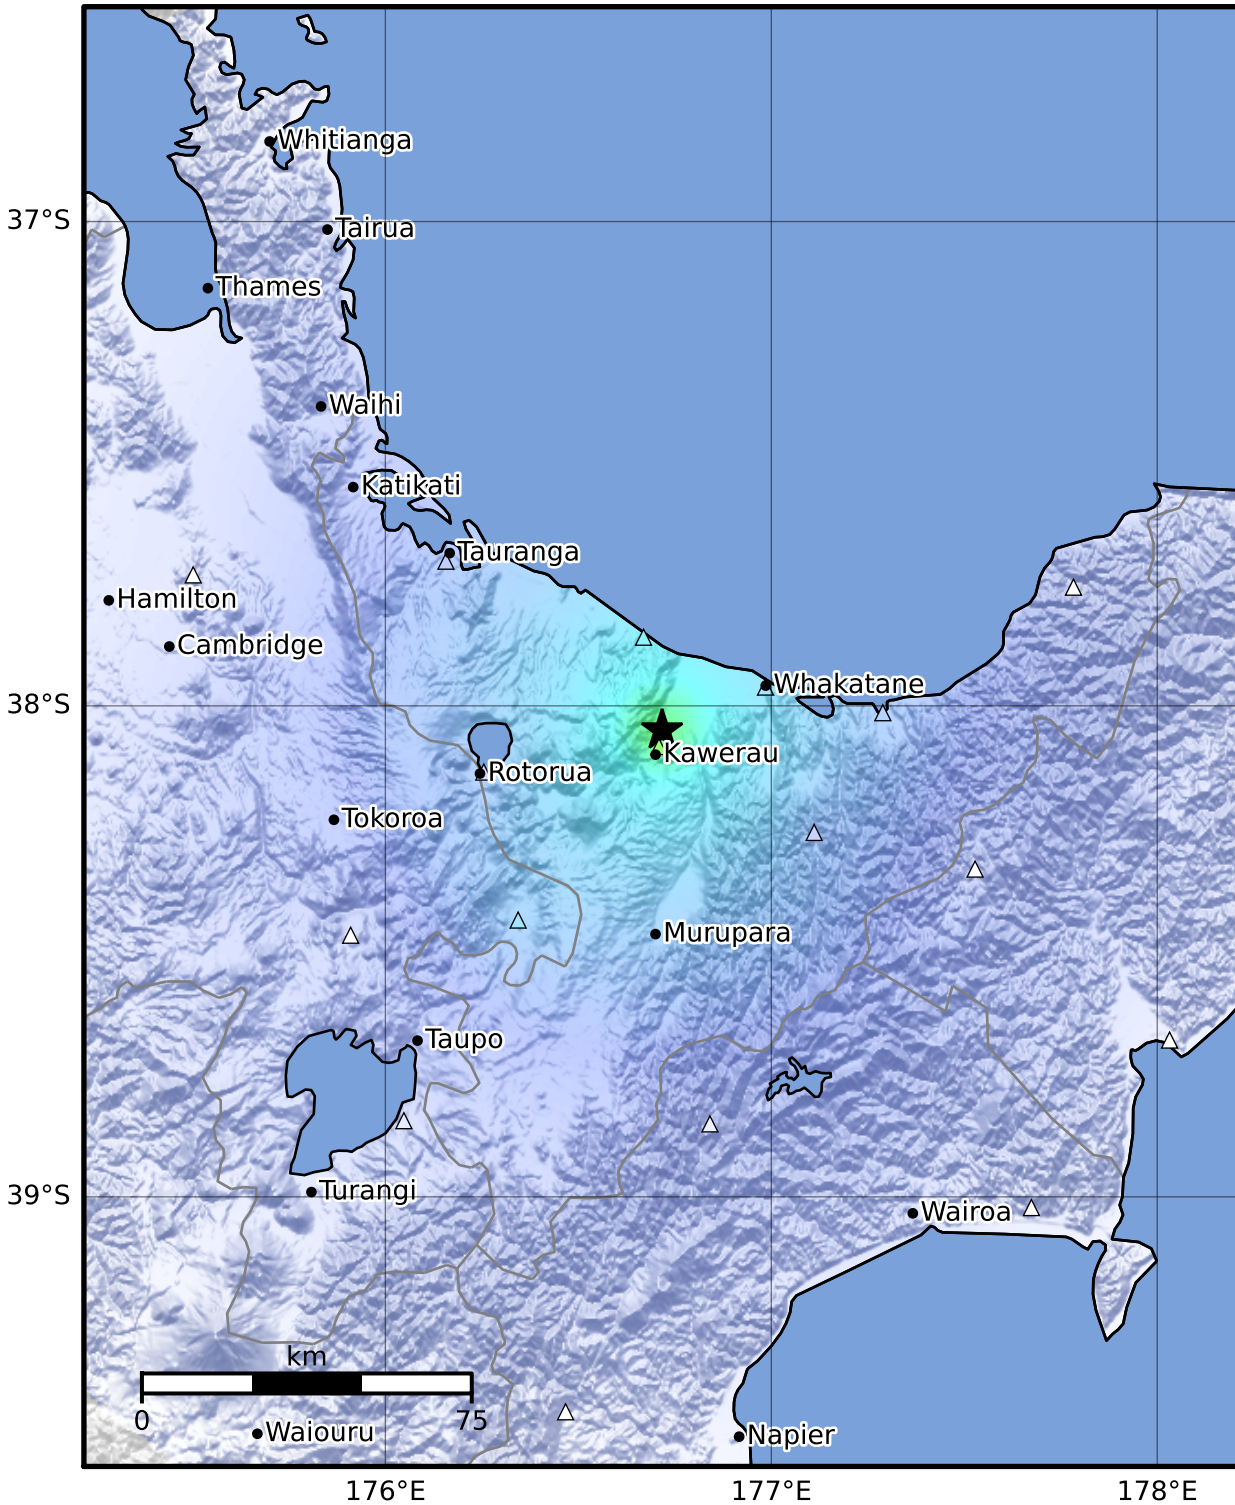 Whitianga
37°S
Tairua
Thames
Waihi
Katikati
Tauranga
Hamilton
Cambridge
Whakatane
38°S
Kawerau
Rotorua
Tokoroa
Murupara
Taupo
Turangi
39°S
Wairoa
km
0
75
Waiouru
Napier
176°E
177°E
178°E